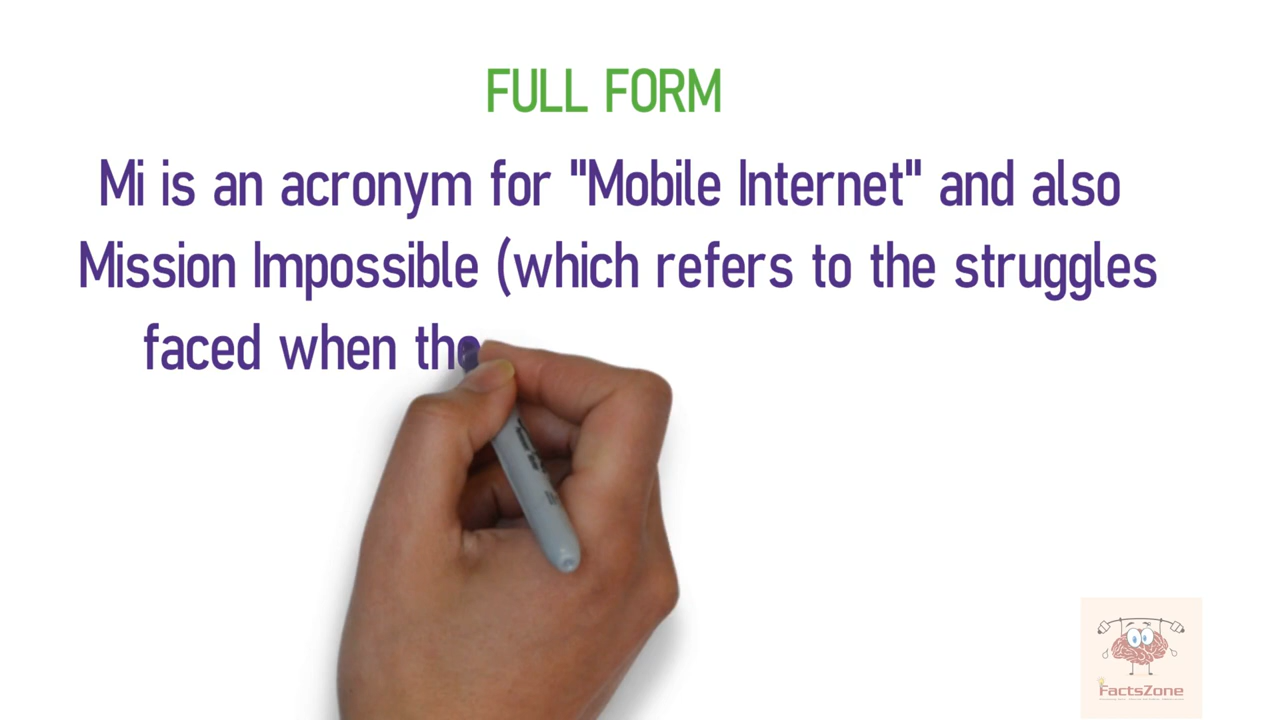 FULL FORM
Mi is an acronym for "Mobile Internet" and also
Mission Impossible (which refers to the struggles
faced when the
FactsZone